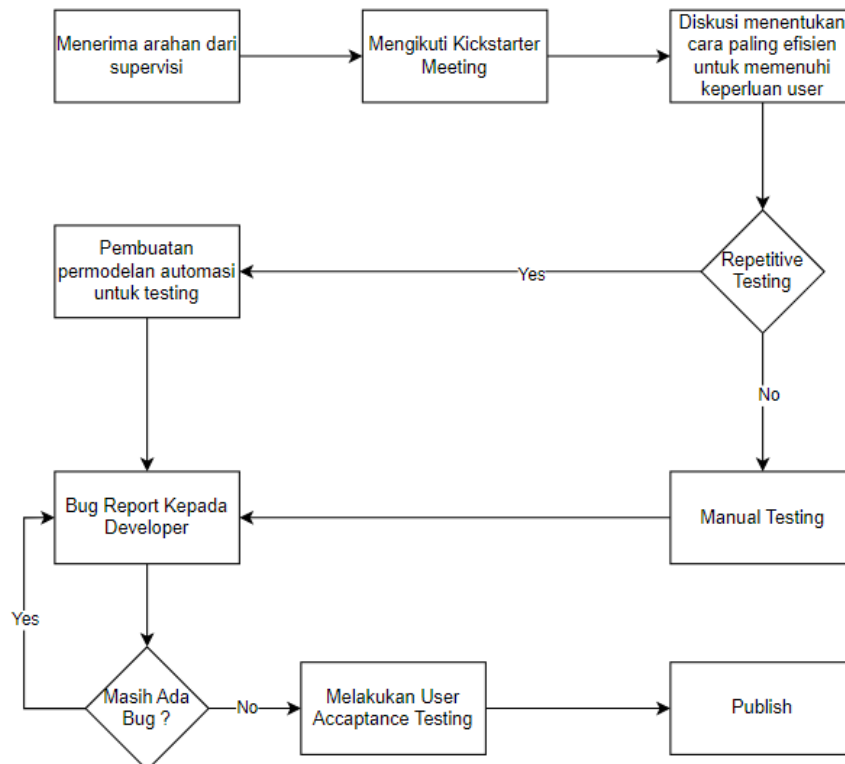 Menerima arahan dari
supervisi
Mengikuti Kickstarter
Meeting
Diskusi menentukan
cara paling efisien
untuk memenuhi
keperluan user
Repetitive
Testing
Yes
Pembuatan
permodelan automasi
untuk testing
No
Manual Testing
Bug Report Kepada
Developer
Yes
Masih Ada
Bug ?
No
Melakukan User
Accaptance Testing
Publish